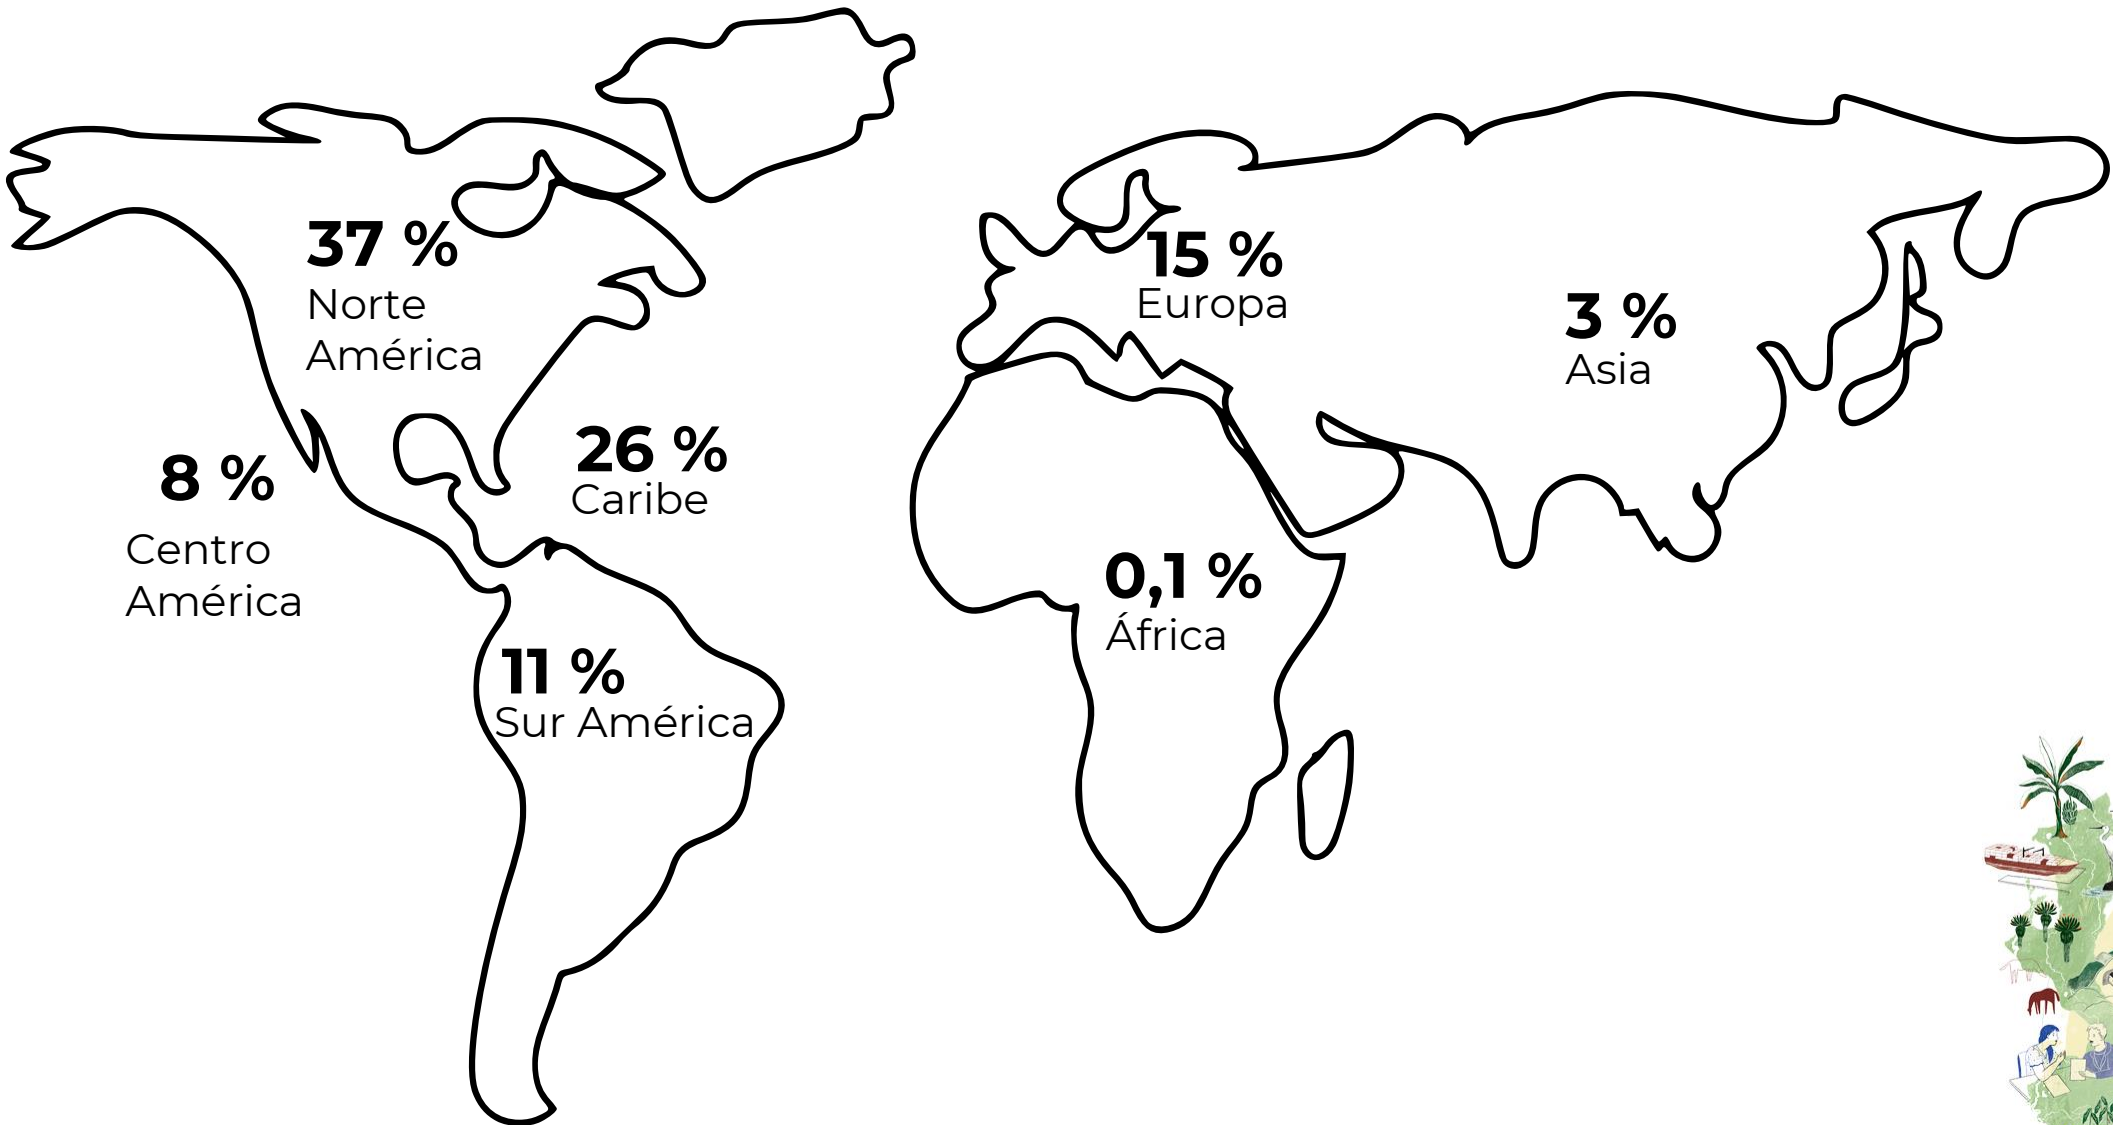 37 %
Norte
América
15 %
Europa
3 %
Asia
8 %
Centro
América
26 %
Caribe
0,1 %
África
11 %
Sur América